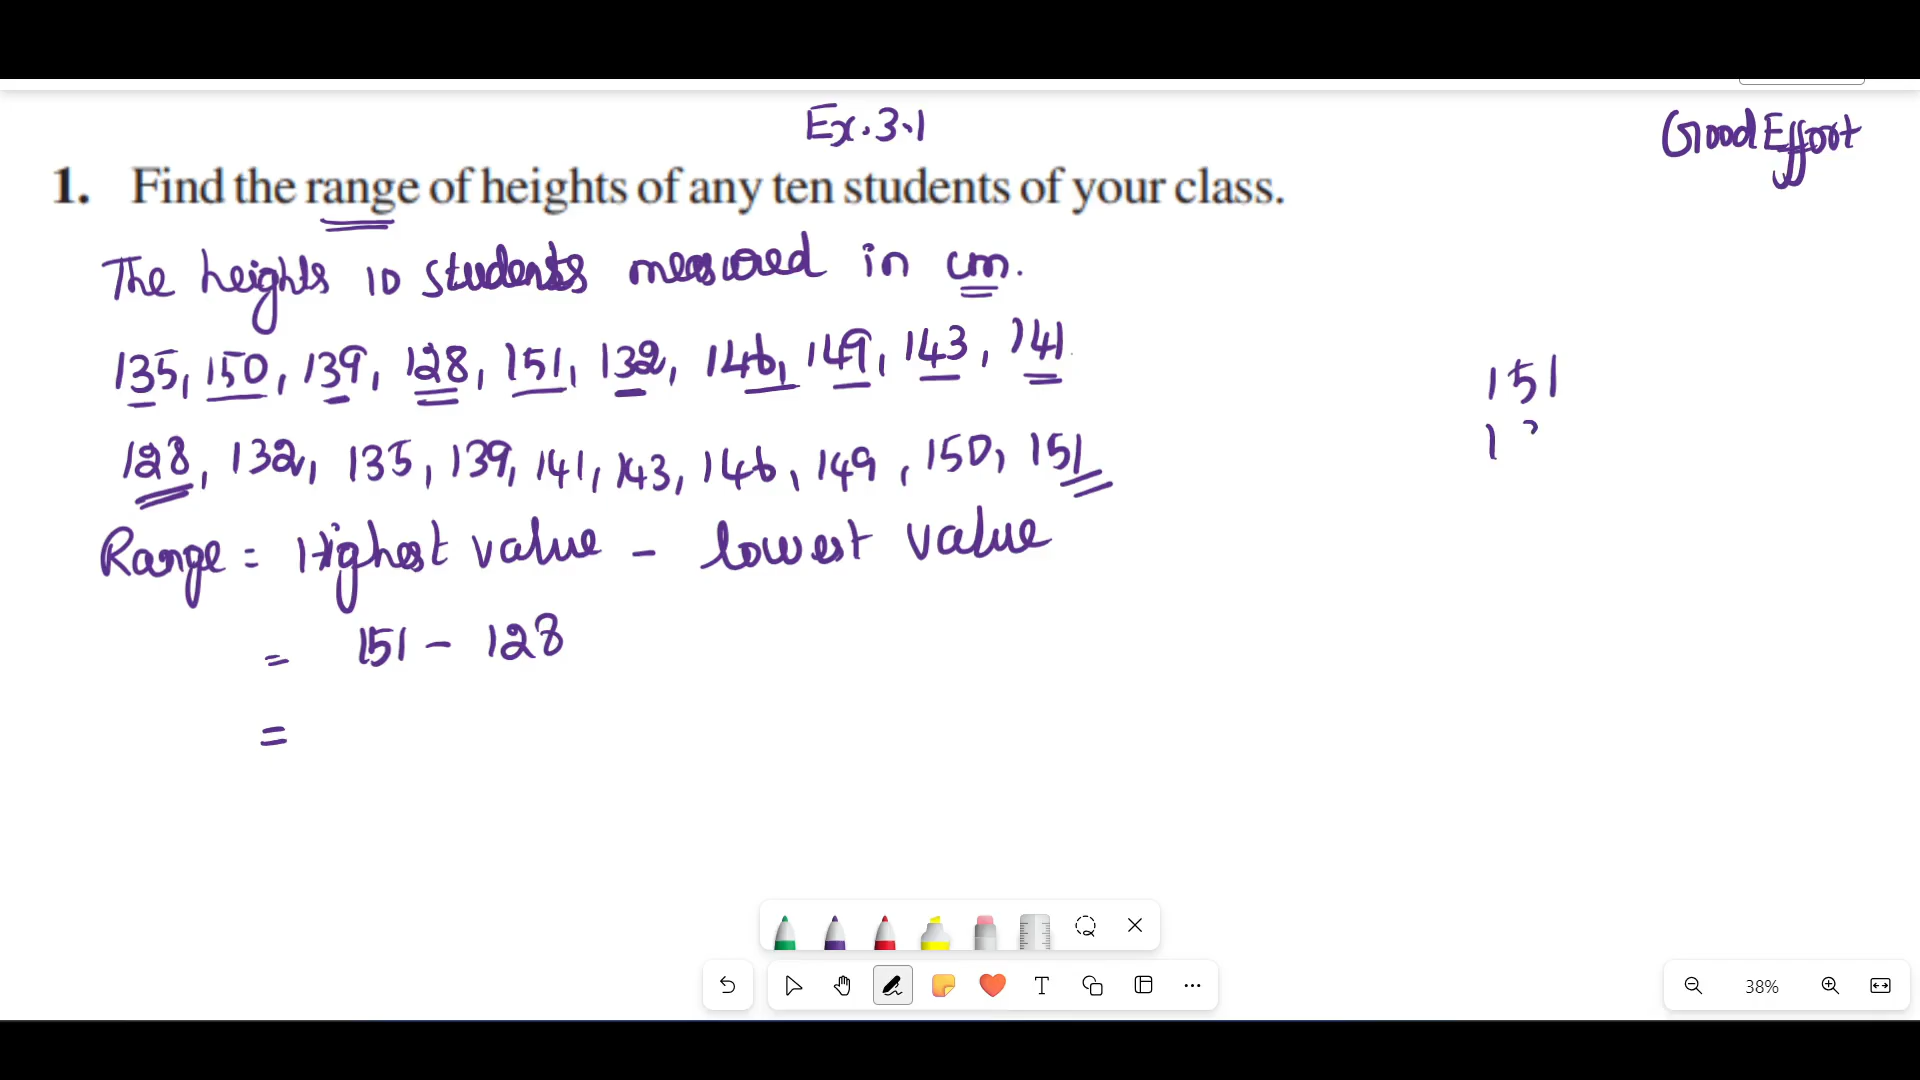 Ex.3.1
Good Effort
1. Find the range of heights of any ten students of your class.
The heights 10 students measured in cm.
135, 150, 139, 128, 151, 132, 146, 149, 143, 141
128, 132, 135, 139, 141, 143, 146, 149, 150, 151
Range = Highest value - lowest value
= 151 - 128
=
151
1
38%